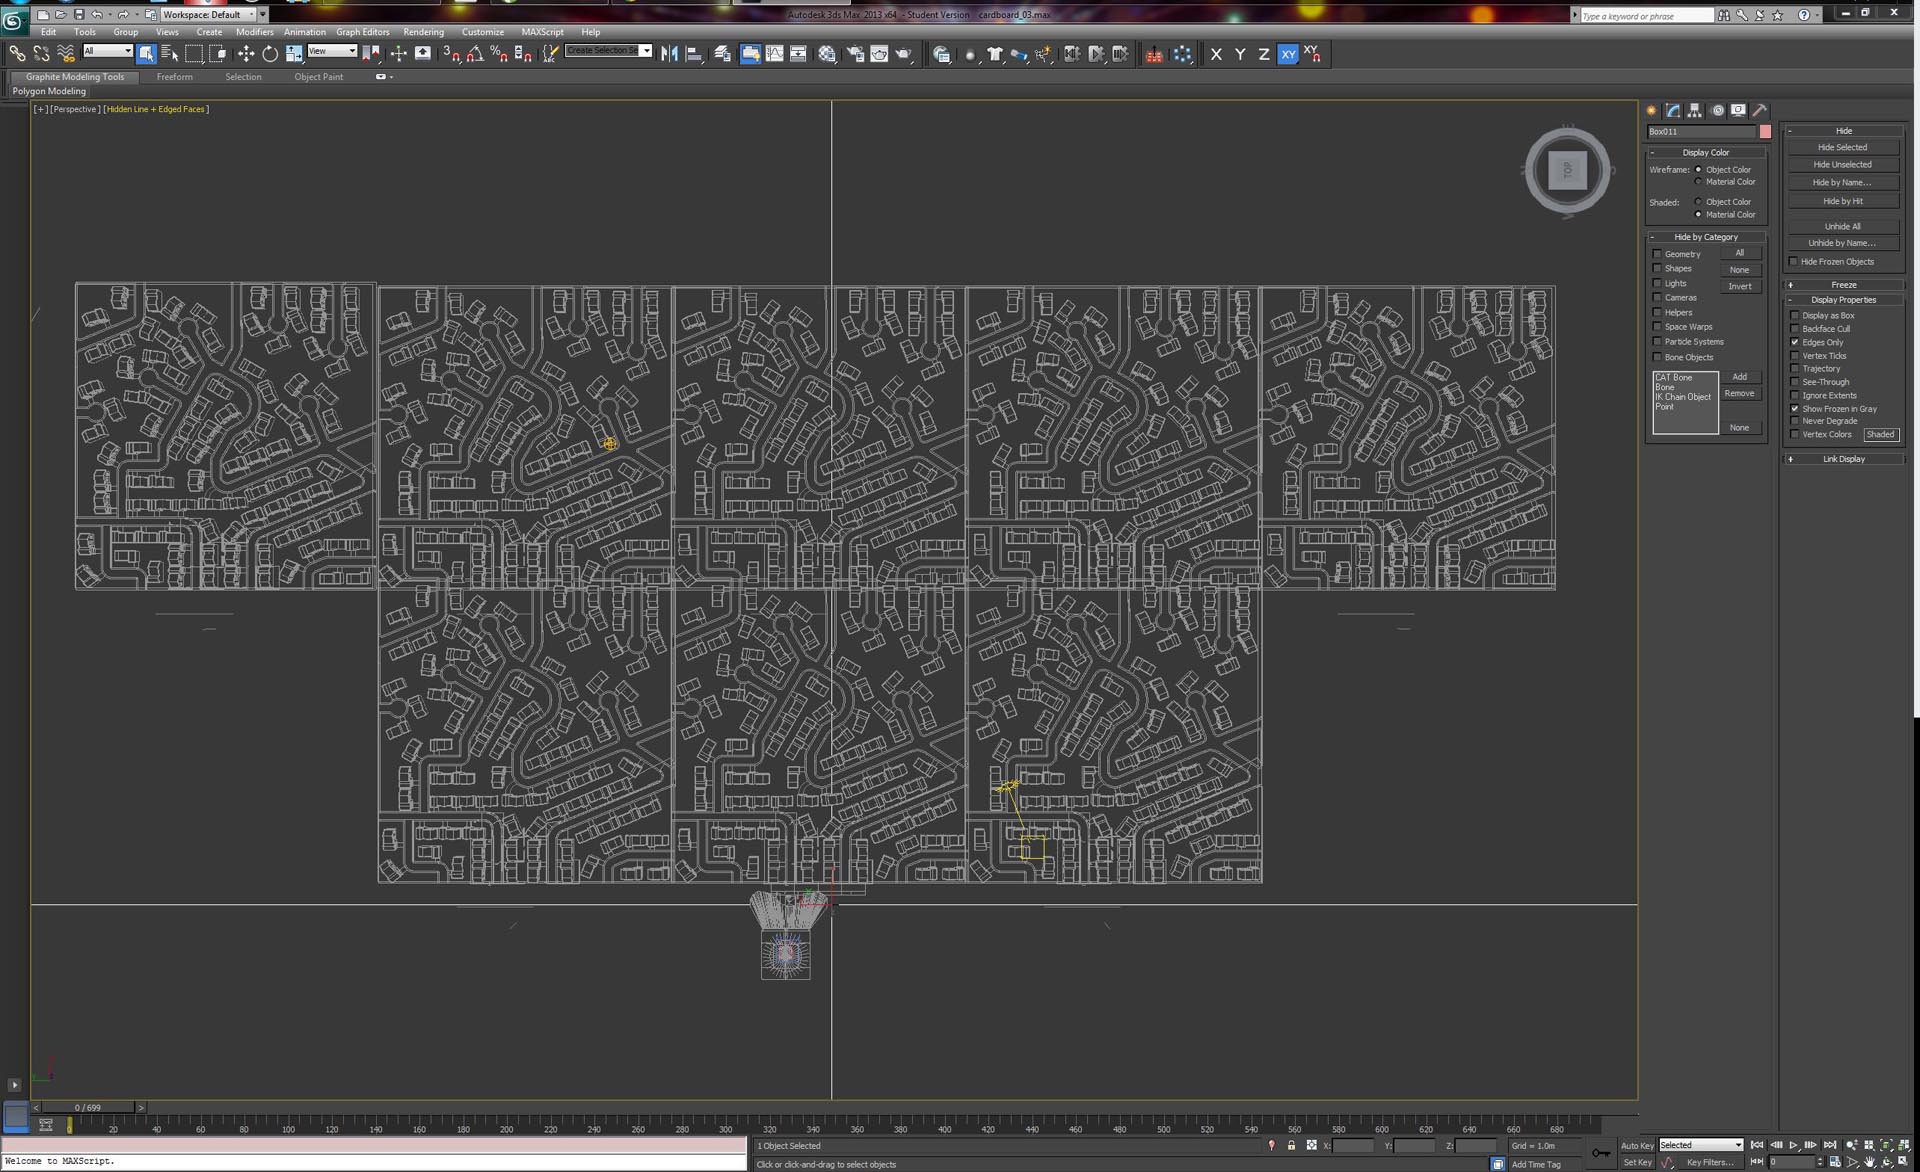 Workspace: Default
Autodesk 3ds Max 2013 x64 - Student Version cardboard_03.max
Type a keyword or phrase
Edit Tools Group Views Create Modifiers Animation Graph Editors Rendering Customize MAXScript Help
All
View
Create Selection Se
X Y Z XY XY
Graphite Modeling Tools Freeform Selection Object Paint
Polygon Modeling
[+] [Perspective] [Hidden Line + Edged Faces]
TOP
Box011
- Display Color
Wireframe: Object Color
Material Color
Shaded: Object Color
Material Color
- Hide by Category
Geometry All
Shapes None
Lights Invert
Cameras
Helpers
Space Warps
Particle Systems
Bone Objects
CAT Bone Add
Bone
IK Chain Object Remove
Point
None
- Hide
Hide Selected
Hide Unselected
Hide by Name...
Hide by Hit
Unhide All
Unhide by Name...
Hide Frozen Objects
+ Freeze
- Display Properties
Display as Box
Backface Cull
Edges Only
Vertex Ticks
Trajectory
See-Through
Ignore Extents
Show Frozen in Gray
Never Degrade
Vertex Colors Shaded
+ Link Display
< 0 / 699 >
0 20 40 60 80 100 120 140 160 180 200 220 240 260 280 300 320 340 360 380 400 420 440 460 480 500 520 540 560 580 600 620 640 660 680
1 Object Selected X: Y: Z: Grid = 1.0m Auto Key Selected
Welcome to MAXScript. Click or click-and-drag to select objects Add Time Tag Set Key Key Filters... 0